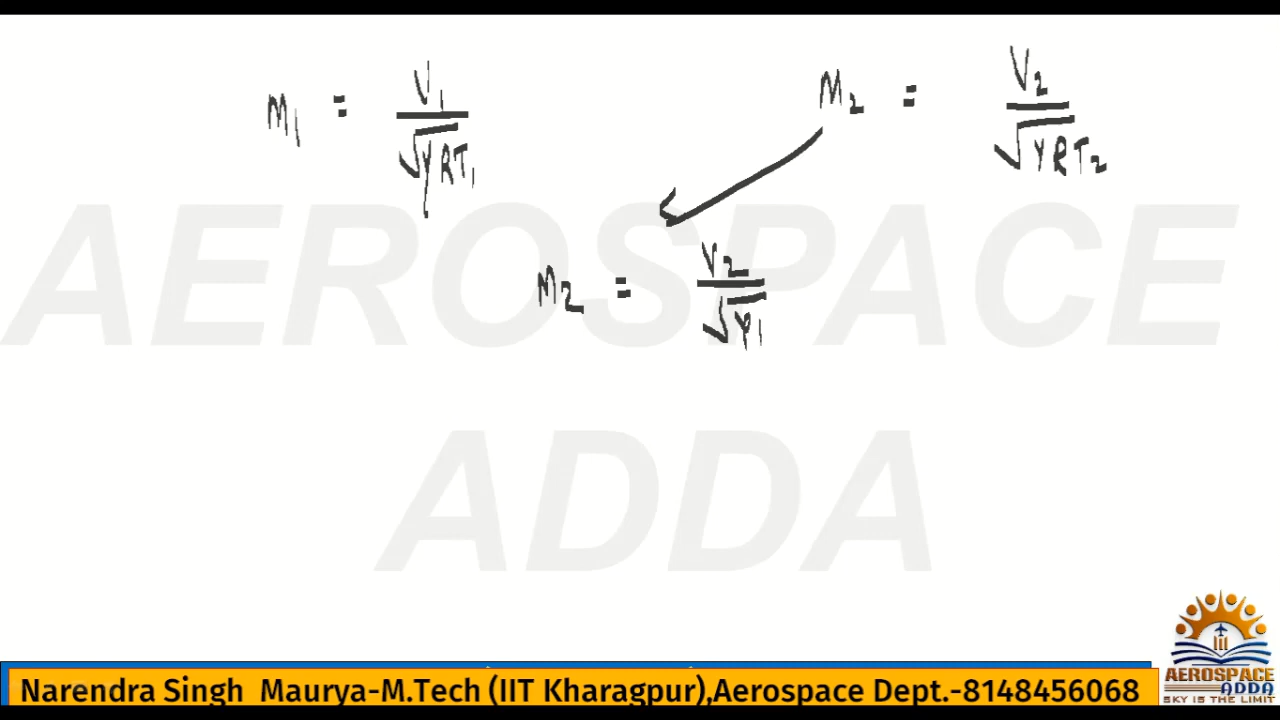 M₁ = V₁/√γRT₁
M₂ = V₂/√γRT₂
M₂ = V₂/√γ₁
AEROSPACE
ADDA
Narendra Singh Maurya-M.Tech (IIT Kharagpur),Aerospace Dept.-8148456068
AEROSPACE
ADDA
SKY IS THE LIMIT